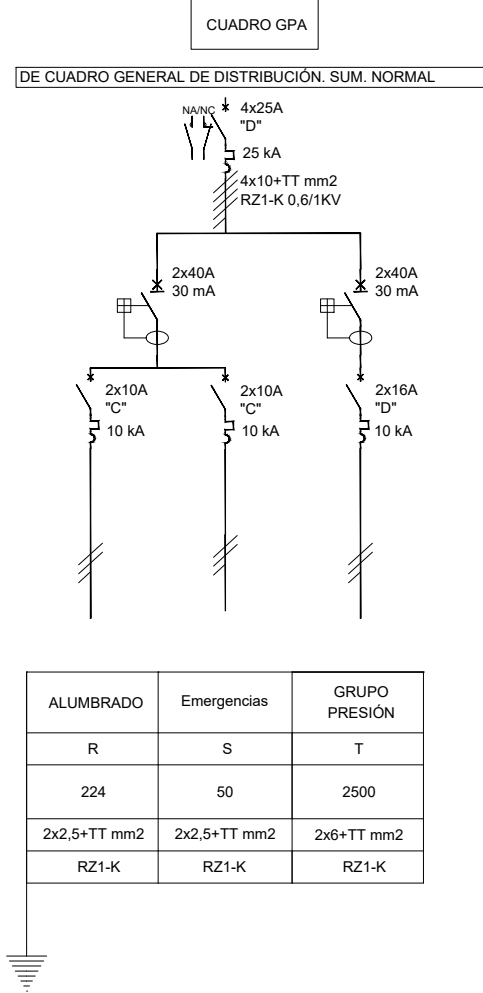 CUADRO GPA
DE CUADRO GENERAL DE DISTRIBUCIÓN. SUM. NORMAL
NA/NC
4x25A
"D"
25 kA
4x10+TT mm2
RZ1-K 0,6/1KV
2x40A
30 mA
2x40A
30 mA
2x10A
"C"
10 kA
2x10A
"C"
10 kA
2x16A
"D"
10 kA
ALUMBRADO Emergencias GRUPO
PRESIÓN
R S T
224 50 2500
2x2,5+TT mm2 2x2,5+TT mm2 2x6+TT mm2
RZ1-K RZ1-K RZ1-K